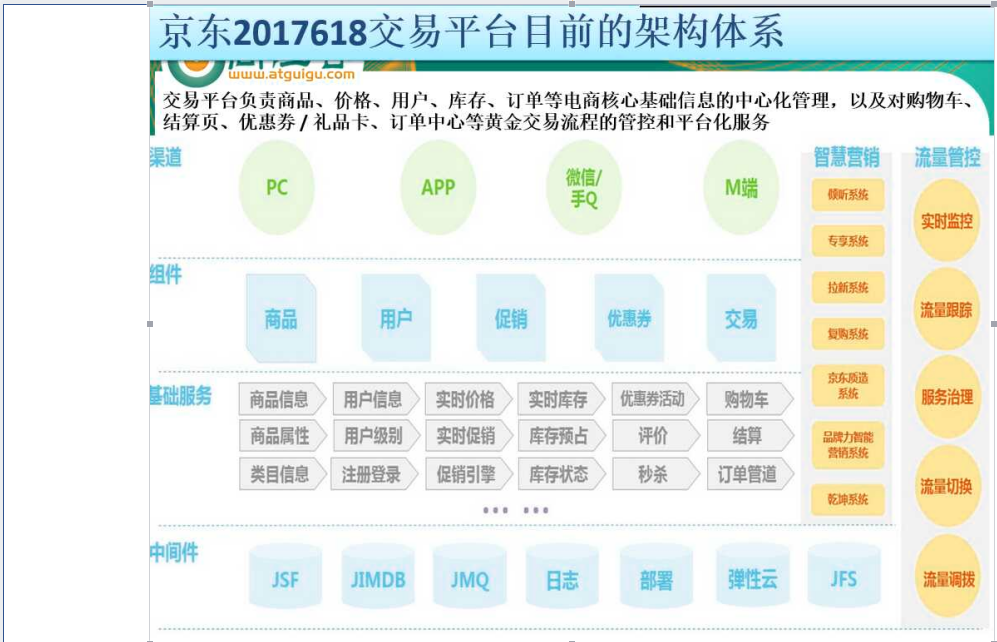 京东2017618交易平台目前的架构体系
www.atguigu.com
交易平台负责商品、价格、用户、库存、订单等电商核心基础信息的中心化管理，以及对购物车、
结算页、优惠券/礼品卡、订单中心等黄金交易流程的管控和平台化服务
渠道
PC
APP
微信/
手Q
M端
组件
商品
用户
促销
优惠券
交易
基础服务
商品信息
用户信息
实时价格
实时库存
优惠券活动
购物车
商品属性
用户级别
实时促销
库存预占
评价
结算
类目信息
注册登录
促销引擎
库存状态
秒杀
订单管道
... ...
中间件
JSF
JIMDB
JMQ
日志
部署
弹性云
JFS
智慧营销
倾听系统
专享系统
拉新系统
复购系统
京东质造
系统
品牌力智能
营销系统
乾坤系统
流量管控
实时监控
流量跟踪
服务治理
流量切换
流量调拨